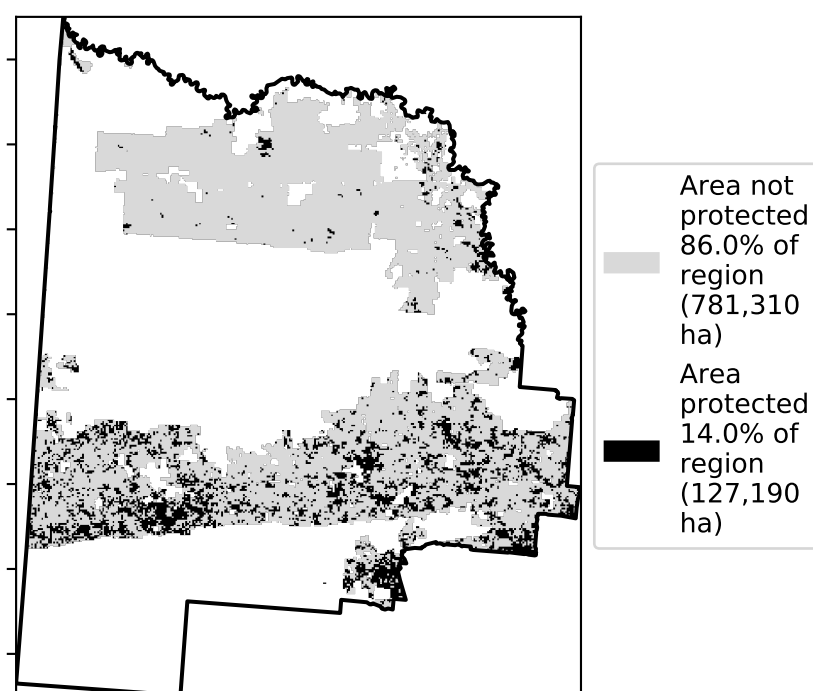 Area not
protected
86.0% of
region
(781,310
ha)
Area
protected
14.0% of
region
(127,190
ha)